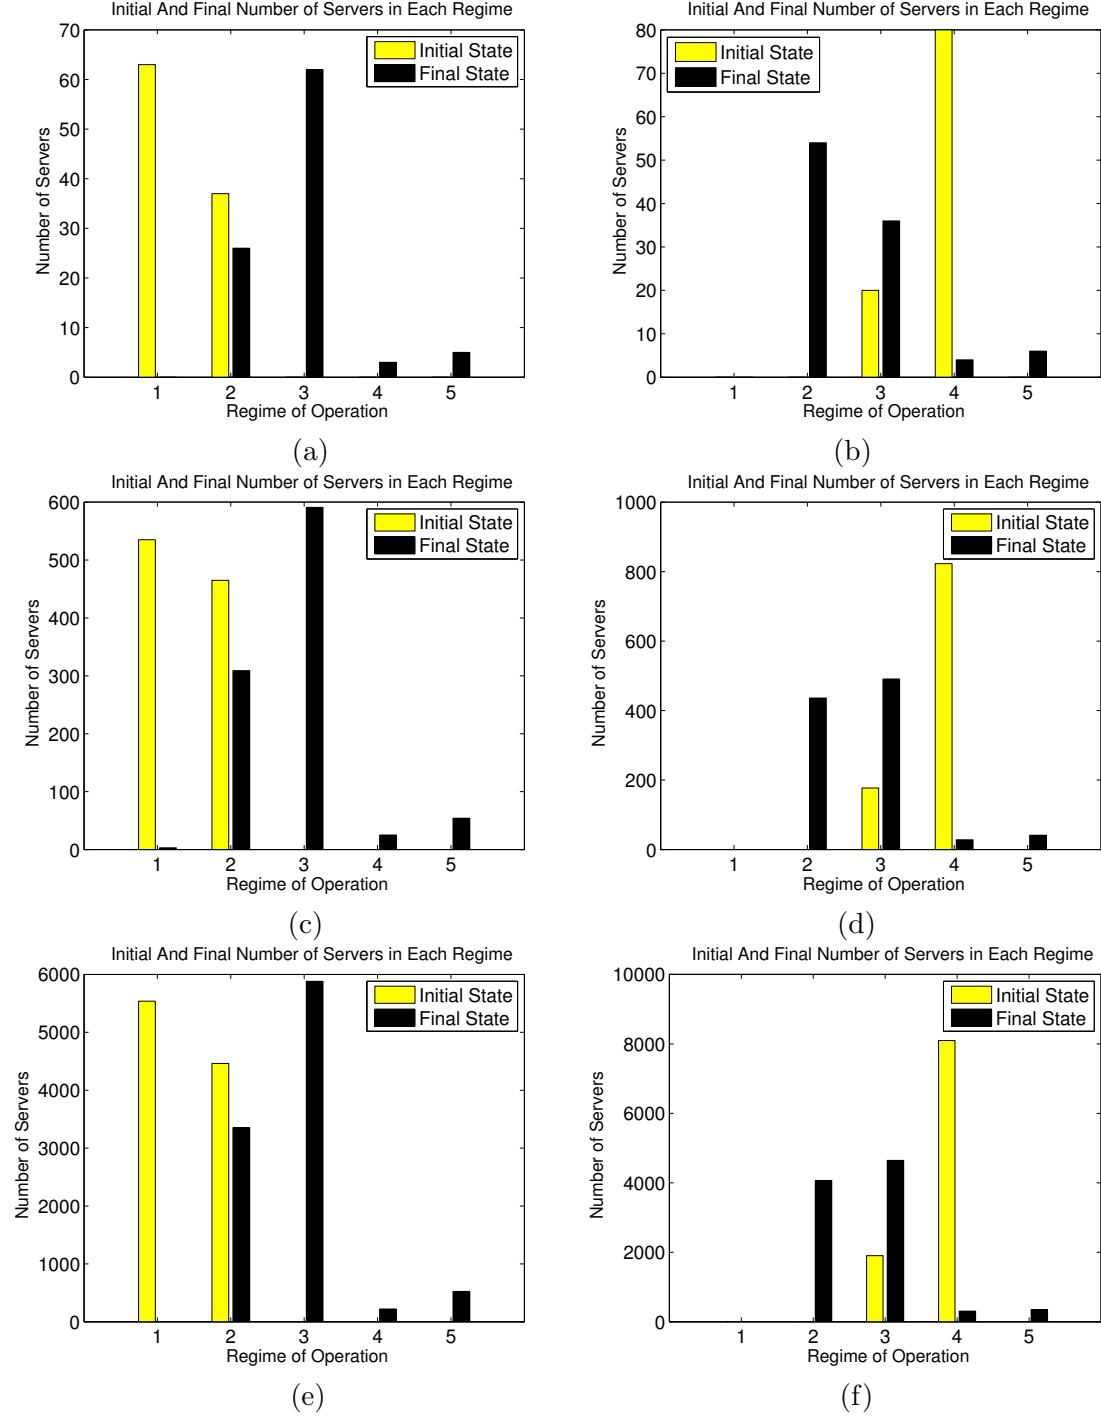 Initial And Final Number of Servers in Each Regime
70
60
50
40
30
20
10
0
Number of Servers
Initial State
Final State
1 2 3 4 5
Regime of Operation
(a)
Initial And Final Number of Servers in Each Regime
80
70
60
50
40
30
20
10
0
Number of Servers
Initial State
Final State
1 2 3 4 5
Regime of Operation
(b)
Initial And Final Number of Servers in Each Regime
600
500
400
300
200
100
0
Number of Servers
Initial State
Final State
1 2 3 4 5
Regime of Operation
(c)
Initial And Final Number of Servers in Each Regime
1000
800
600
400
200
0
Number of Servers
Initial State
Final State
1 2 3 4 5
Regime of Operation
(d)
Initial And Final Number of Servers in Each Regime
6000
5000
4000
3000
2000
1000
0
Number of Servers
Initial State
Final State
1 2 3 4 5
Regime of Operation
(e)
Initial And Final Number of Servers in Each Regime
10000
8000
6000
4000
2000
0
Number of Servers
Initial State
Final State
1 2 3 4 5
Regime of Operation
(f)